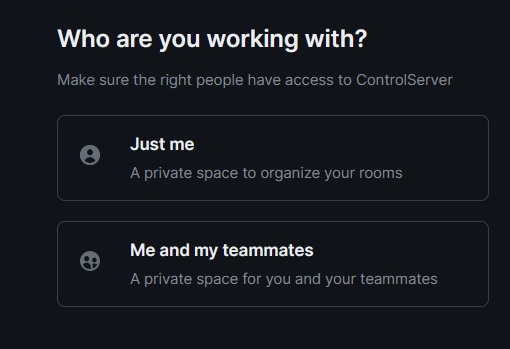 Who are you working with?
Make sure the right people have access to ControlServer
Just me
A private space to organize your rooms
Me and my teammates
A private space for you and your teammates